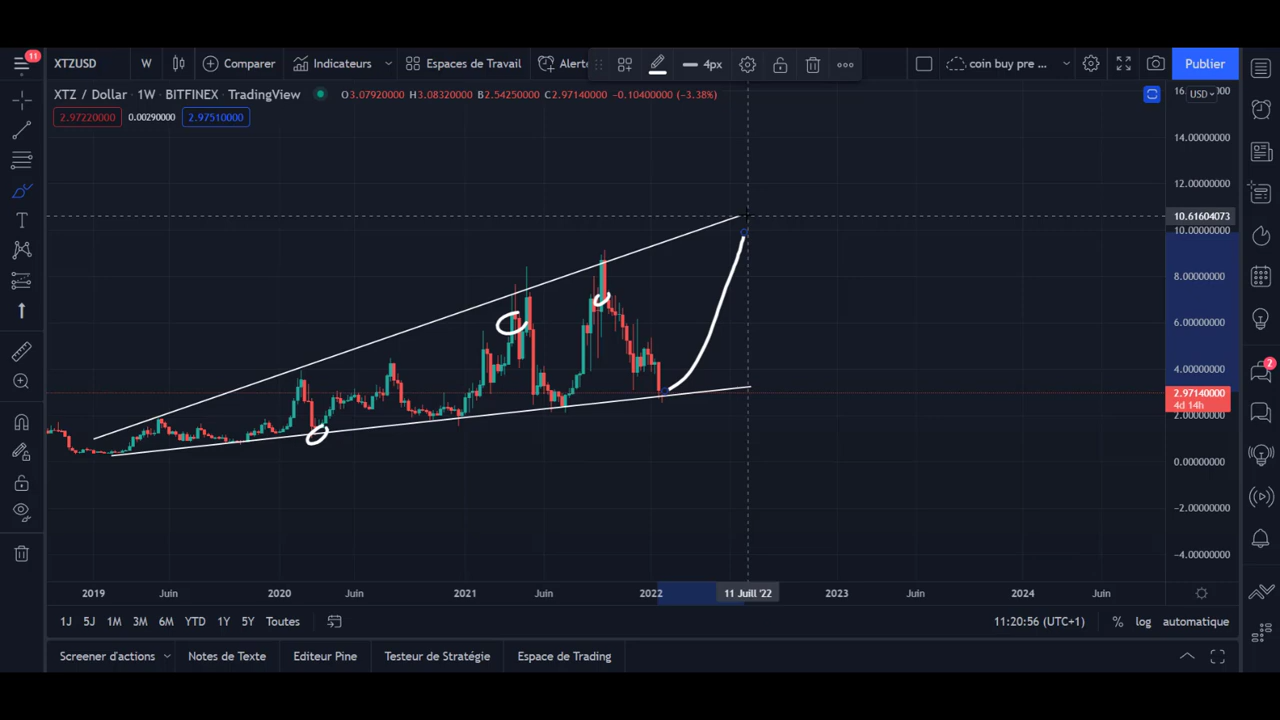 11
XTZUSD
W
Comparer
Indicateurs
Espaces de Travail
Alerte
4px
coin buy pre ...
Publier
XTZ / Dollar · 1W · BITFINEX · TradingView
O3.07920000 H3.08320000 B2.54250000 C2.97140000 -0.10400000 (-3.38%)
USD
2.97220000
0.00290000
2.97510000
14.00000000
12.00000000
10.61604073
10.00000000
8.00000000
6.00000000
4.00000000
2.97140000
4d 14h
2.00000000
0.00000000
-2.00000000
-4.00000000
2
2019
Juin
2020
Juin
2021
Juin
2022
11 Juill '22
2023
Juin
2024
Juin
1J
5J
1M
3M
6M
YTD
1Y
5Y
Toutes
11:20:56 (UTC+1)
%
log
automatique
Screener d'actions
Notes de Texte
Editeur Pine
Testeur de Stratégie
Espace de Trading